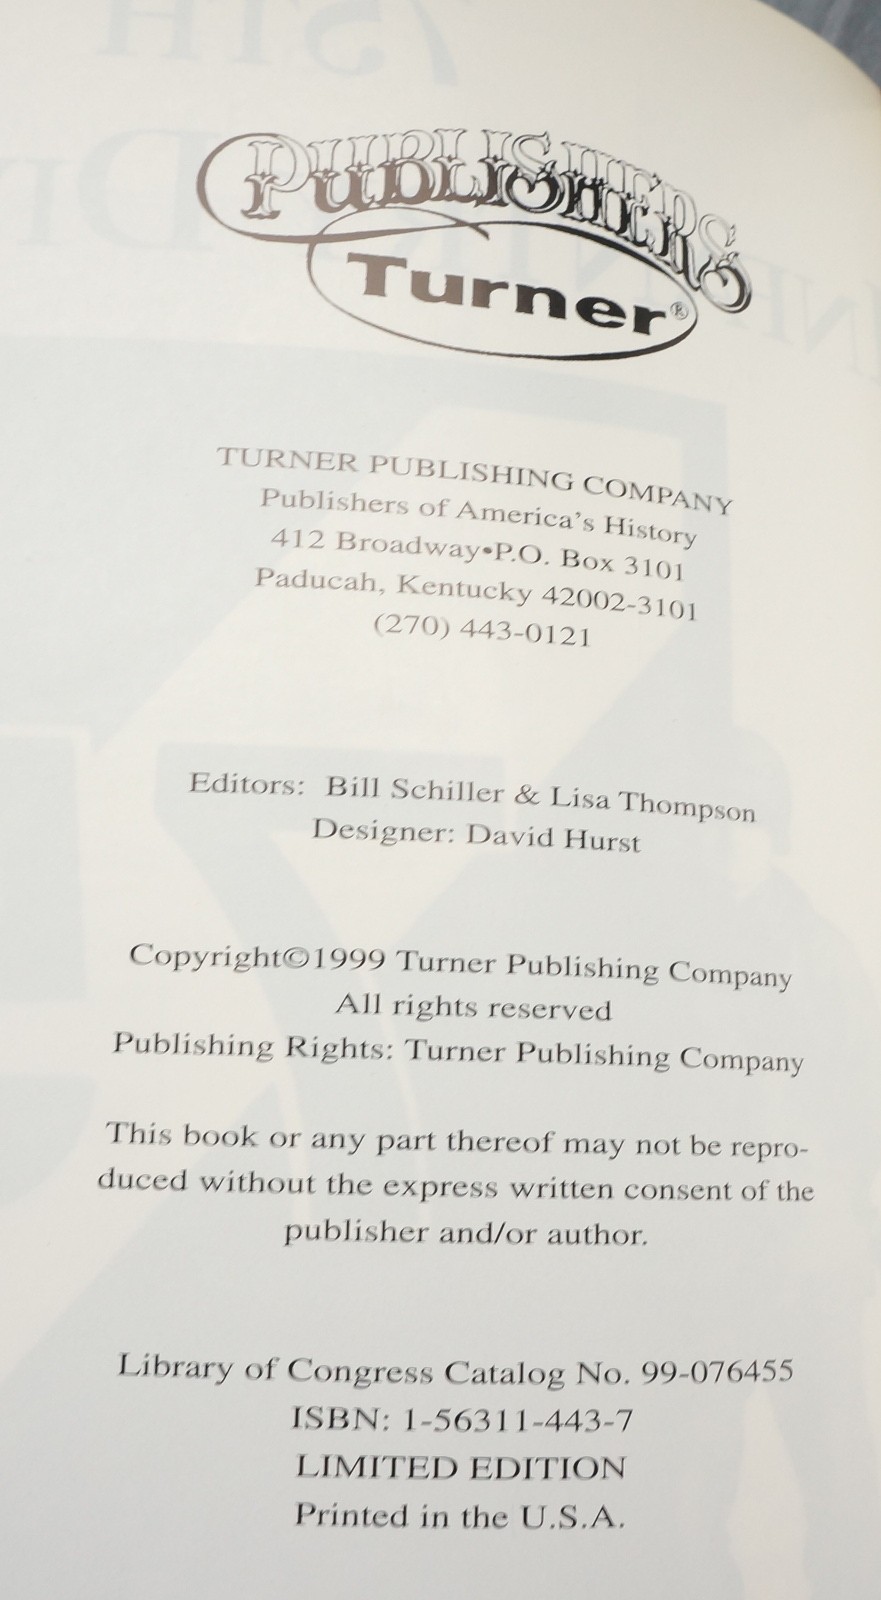 PUBLISHERS
Turner®
TURNER PUBLISHING COMPANY
Publishers of America's History
412 Broadway•P.O. Box 3101
Paducah, Kentucky 42002-3101
(270) 443-0121
Editors:  Bill Schiller & Lisa Thompson
Designer: David Hurst
Copyright©1999 Turner Publishing Company
All rights reserved
Publishing Rights: Turner Publishing Company
This book or any part thereof may not be repro-
duced without the express written consent of the
publisher and/or author.
Library of Congress Catalog No. 99-076455
ISBN: 1-56311-443-7
LIMITED EDITION
Printed in the U.S.A.